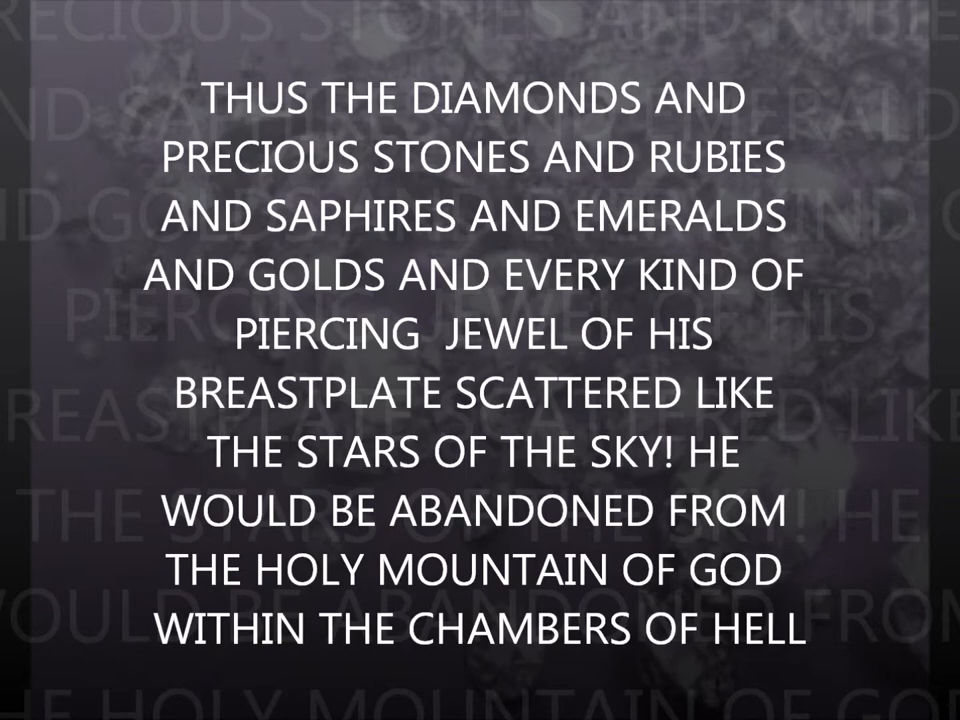 THUS THE DIAMONDS AND
PRECIOUS STONES AND RUBIES
AND SAPHIRES AND EMERALDS
AND GOLDS AND EVERY KIND OF
PIERCING  JEWEL OF HIS
BREASTPLATE SCATTERED LIKE
THE STARS OF THE SKY! HE
WOULD BE ABANDONED FROM
THE HOLY MOUNTAIN OF GOD
WITHIN THE CHAMBERS OF HELL